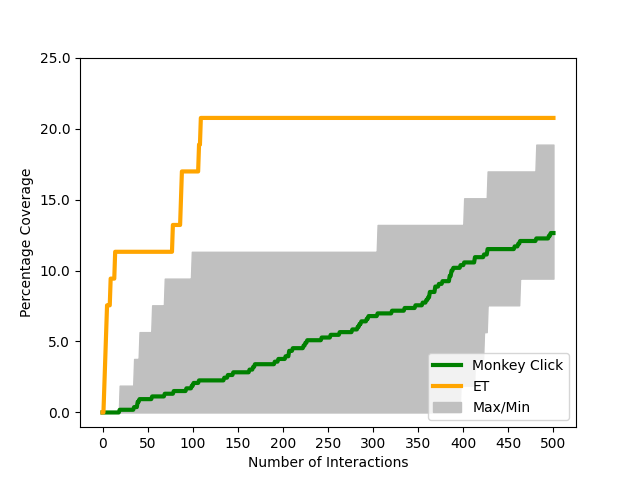 25.0
20.0
15.0
10.0
5.0
0.0
Percentage Coverage
0 50 100 150 200 250 300 350 400 450 500
Number of Interactions
Monkey Click
ET
Max/Min